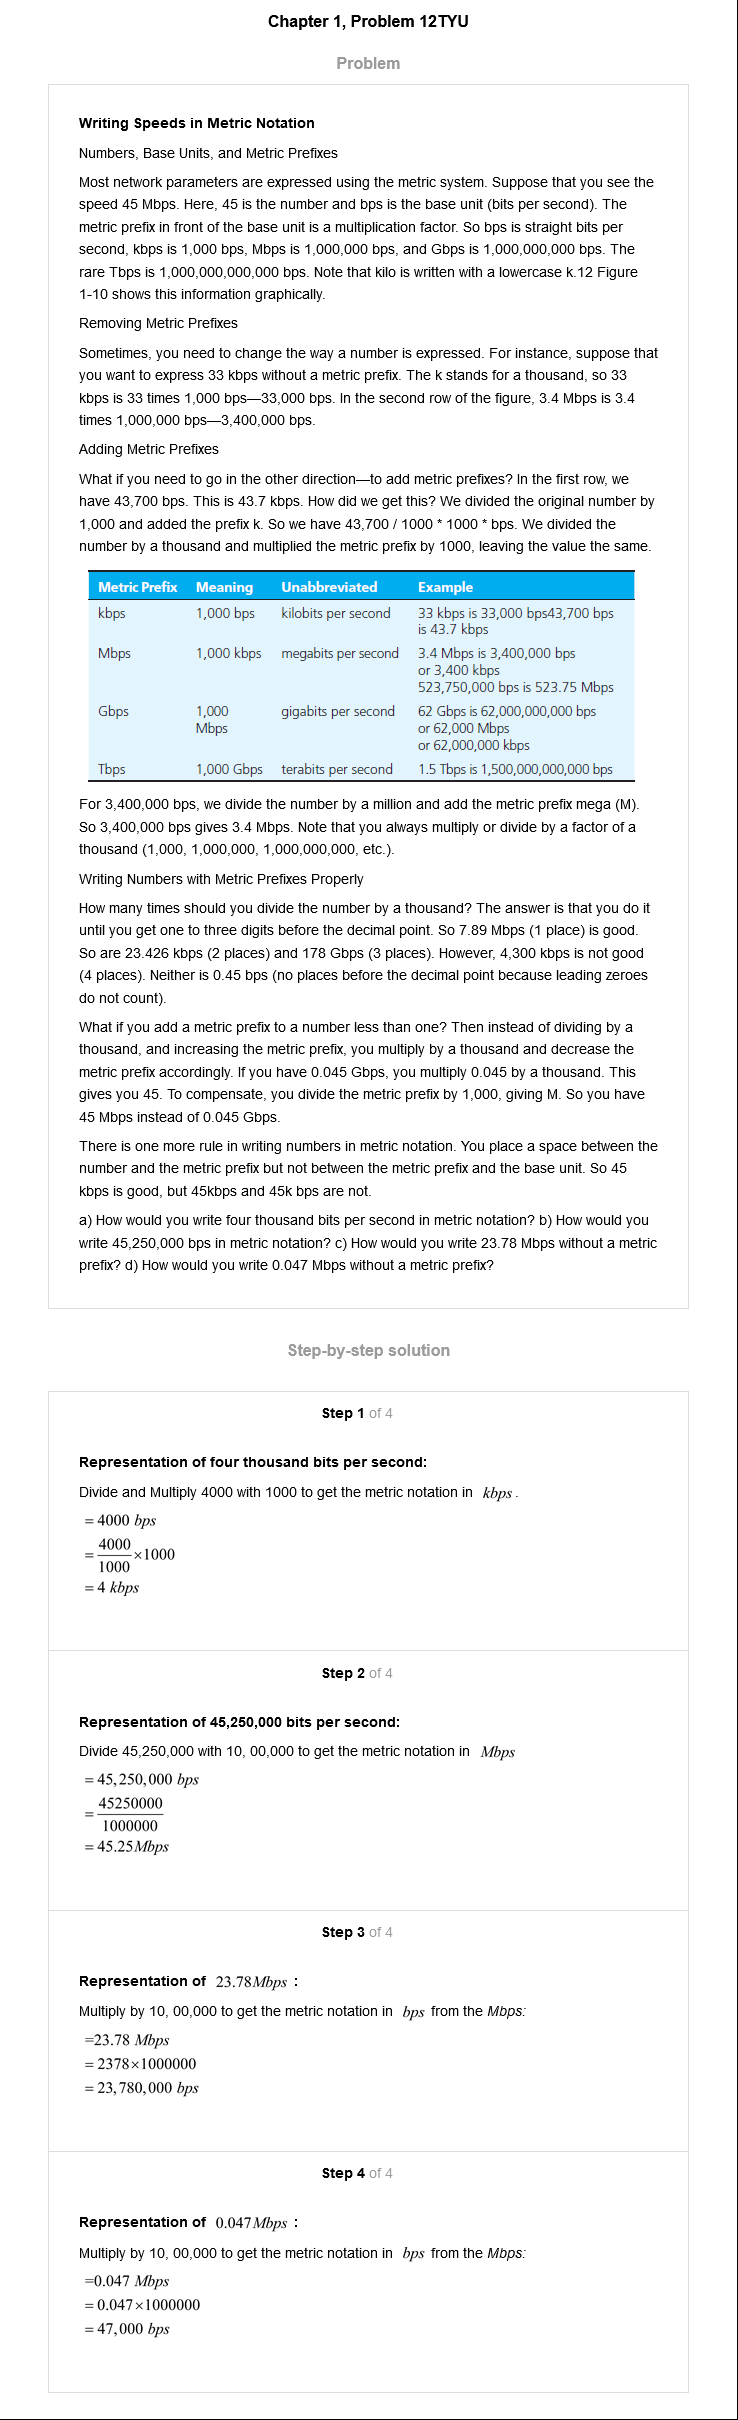 Chapter 1, Problem 12TYU
Problem
Writing Speeds in Metric Notation
Numbers, Base Units, and Metric Prefixes
Most network parameters are expressed using the metric system. Suppose that you see the
speed 45 Mbps. Here, 45 is the number and bps is the base unit (bits per second). The
metric prefix in front of the base unit is a multiplication factor. So bps is straight bits per
second, kbps is 1,000 bps, Mbps is 1,000,000 bps, and Gbps is 1,000,000,000 bps. The
rare Tbps is 1,000,000,000,000 bps. Note that kilo is written with a lowercase k.12 Figure
1-10 shows this information graphically.
Removing Metric Prefixes
Sometimes, you need to change the way a number is expressed. For instance, suppose that
you want to express 33 kbps without a metric prefix. The k stands for a thousand, so 33
kbps is 33 times 1,000 bps—33,000 bps. In the second row of the figure, 3.4 Mbps is 3.4
times 1,000,000 bps—3,400,000 bps.
Adding Metric Prefixes
What if you need to go in the other direction—to add metric prefixes? In the first row, we
have 43,700 bps. This is 43.7 kbps. How did we get this? We divided the original number by
1,000 and added the prefix k. So we have 43,700 / 1000 * 1000 * bps. We divided the
number by a thousand and multiplied the metric prefix by 1000, leaving the value the same.
Metric Prefix Meaning Unabbreviated Example
kbps 1,000 bps kilobits per second 33 kbps is 33,000 bps43,700 bps
is 43.7 kbps
Mbps 1,000 kbps megabits per second 3.4 Mbps is 3,400,000 bps
or 3,400 kbps
523,750,000 bps is 523.75 Mbps
Gbps 1,000 gigabits per second 62 Gbps is 62,000,000,000 bps
Mbps or 62,000 Mbps
or 62,000,000 kbps
Tbps 1,000 Gbps terabits per second 1.5 Tbps is 1,500,000,000,000 bps
For 3,400,000 bps, we divide the number by a million and add the metric prefix mega (M).
So 3,400,000 bps gives 3.4 Mbps. Note that you always multiply or divide by a factor of a
thousand (1,000, 1,000,000, 1,000,000,000, etc.).
Writing Numbers with Metric Prefixes Properly
How many times should you divide the number by a thousand? The answer is that you do it
until you get one to three digits before the decimal point. So 7.89 Mbps (1 place) is good.
So are 23.426 kbps (2 places) and 178 Gbps (3 places). However, 4,300 kbps is not good
(4 places). Neither is 0.45 bps (no places before the decimal point because leading zeroes
do not count).
What if you add a metric prefix to a number less than one? Then instead of dividing by a
thousand, and increasing the metric prefix, you multiply by a thousand and decrease the
metric prefix accordingly. If you have 0.045 Gbps, you multiply 0.045 by a thousand. This
gives you 45. To compensate, you divide the metric prefix by 1,000, giving M. So you have
45 Mbps instead of 0.045 Gbps.
There is one more rule in writing numbers in metric notation. You place a space between the
number and the metric prefix but not between the metric prefix and the base unit. So 45
kbps is good, but 45kbps and 45k bps are not.
a) How would you write four thousand bits per second in metric notation? b) How would you
write 45,250,000 bps in metric notation? c) How would you write 23.78 Mbps without a metric
prefix? d) How would you write 0.047 Mbps without a metric prefix?
Step-by-step solution
Step 1 of 4
Representation of four thousand bits per second:
Divide and Multiply 4000 with 1000 to get the metric notation in kbps .
= 4000 bps
= 4000/1000 ×1000
= 4 kbps
Step 2 of 4
Representation of 45,250,000 bits per second:
Divide 45,250,000 with 10, 00,000 to get the metric notation in Mbps
= 45, 250, 000 bps
= 45250000/1000000
= 45.25Mbps
Step 3 of 4
Representation of 23.78Mbps :
Multiply by 10, 00,000 to get the metric notation in bps from the Mbps:
=23.78 Mbps
= 2378×1000000
= 23, 780, 000 bps
Step 4 of 4
Representation of 0.047Mbps :
Multiply by 10, 00,000 to get the metric notation in bps from the Mbps:
=0.047 Mbps
= 0.047×1000000
= 47, 000 bps